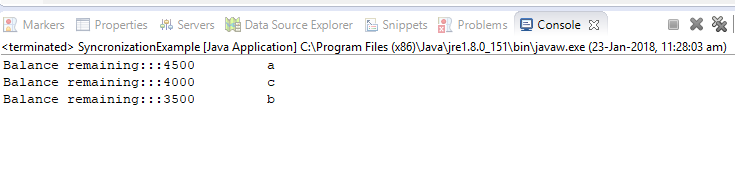 Markers Properties Servers Data Source Explorer Snippets Problems Console
<terminated> SyncronizationExample [Java Application] C:\Program Files (x86)\Java\jre1.8.0_151\bin\javaw.exe (23-Jan-2018, 11:28:03 am)
Balance remaining:::4500 a
Balance remaining:::4000 c
Balance remaining:::3500 b